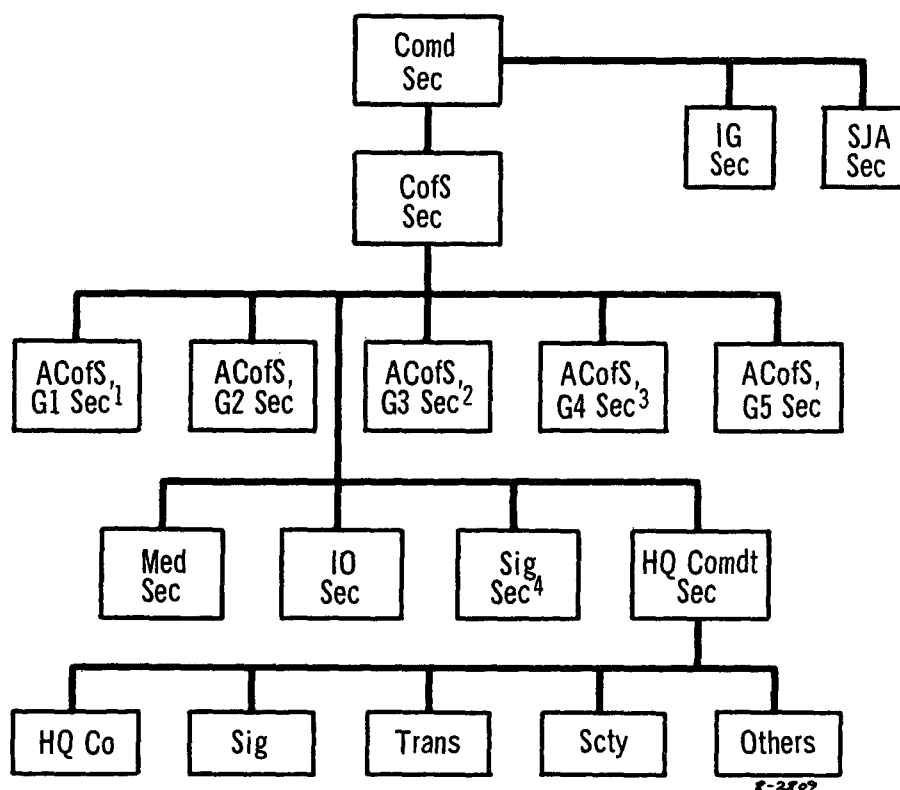 Comd
Sec
IG
Sec
SJA
Sec
CofS
Sec
ACofS,
G1 Sec1
ACofS,
G2 Sec
ACofS,
G3 Sec2
ACofS,
G4 Sec3
ACofS,
G5 Sec
Med
Sec
IO
Sec
Sig
Sec4
HQ Comdt
Sec
HQ Co
Sig
Trans
Scty
Others
8-2809